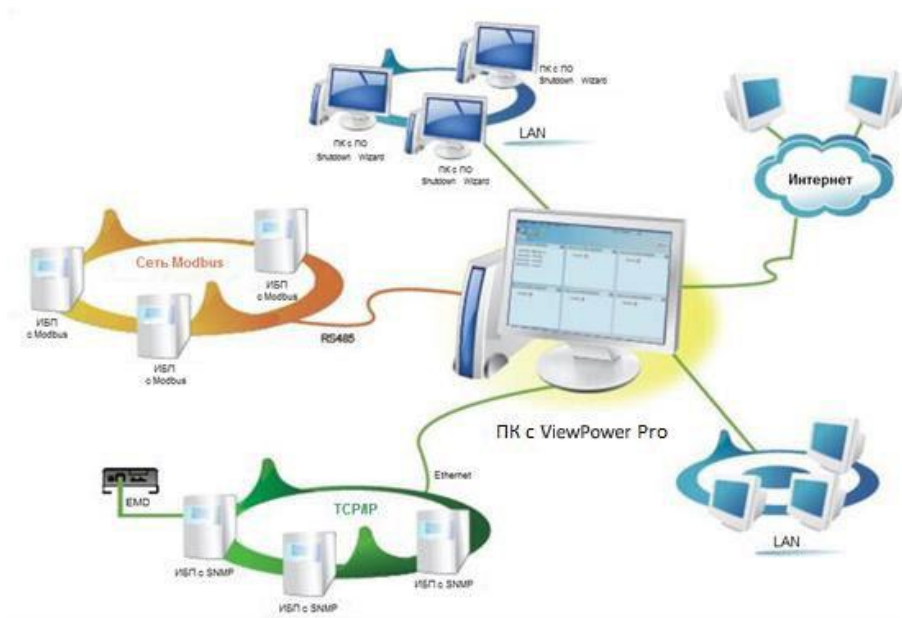 ПК с ПО
Shutdown Wizard
ПК с ПО
Shutdown Wizard
ПК с ПО
Shutdown Wizard
LAN
Интернет
Сеть Modbus
ИБП
с Modbus
ИБП
с Modbus
ИБП
с Modbus
RS485
ПК с ViewPower Pro
Ethernet
EMD
TCP/IP
ИБП с SNMP
ИБП с SNMP
ИБП с SNMP
LAN